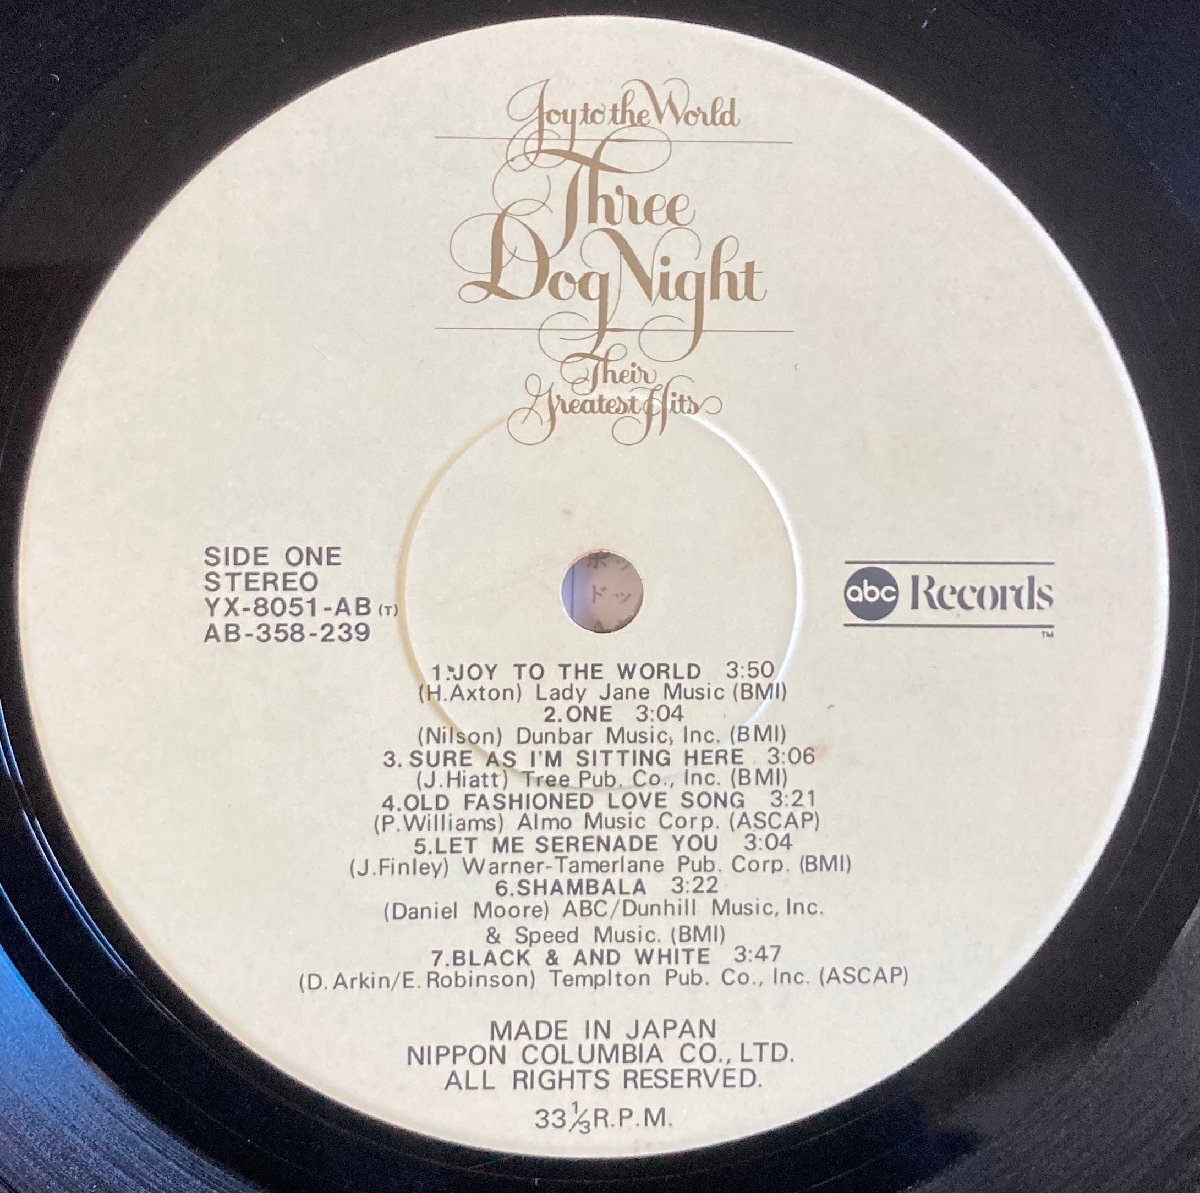 Joy to the World
Three
Dog Night
Their
Greatest Hits
SIDE ONE
STEREO
YX-8051-AB (T)
AB-358-239
abc Records
TM
1. JOY TO THE WORLD 3:50
(H.Axton) Lady Jane Music (BMI)
2.ONE 3:04
(Nilson) Dunbar Music, Inc. (BMI)
3. SURE AS I'M SITTING HERE 3:06
(J.Hiatt) Tree Pub. Co., Inc. (BMI)
4.OLD FASHIONED LOVE SONG 3:21
(P.Williams) Almo Music Corp. (ASCAP)
5.LET ME SERENADE YOU 3:04
(J.Finley) Warner-Tamerlane Pub. Corp. (BMI)
6.SHAMBALA 3:22
(Daniel Moore) ABC/Dunhill Music, Inc.
& Speed Music. (BMI)
7.BLACK & AND WHITE 3:47
(D. Arkin/E. Robinson) Templton Pub. Co., Inc. (ASCAP)
MADE IN JAPAN
NIPPON COLUMBIA CO., LTD.
ALL RIGHTS RESERVED.
33 1/3 R.P.M.